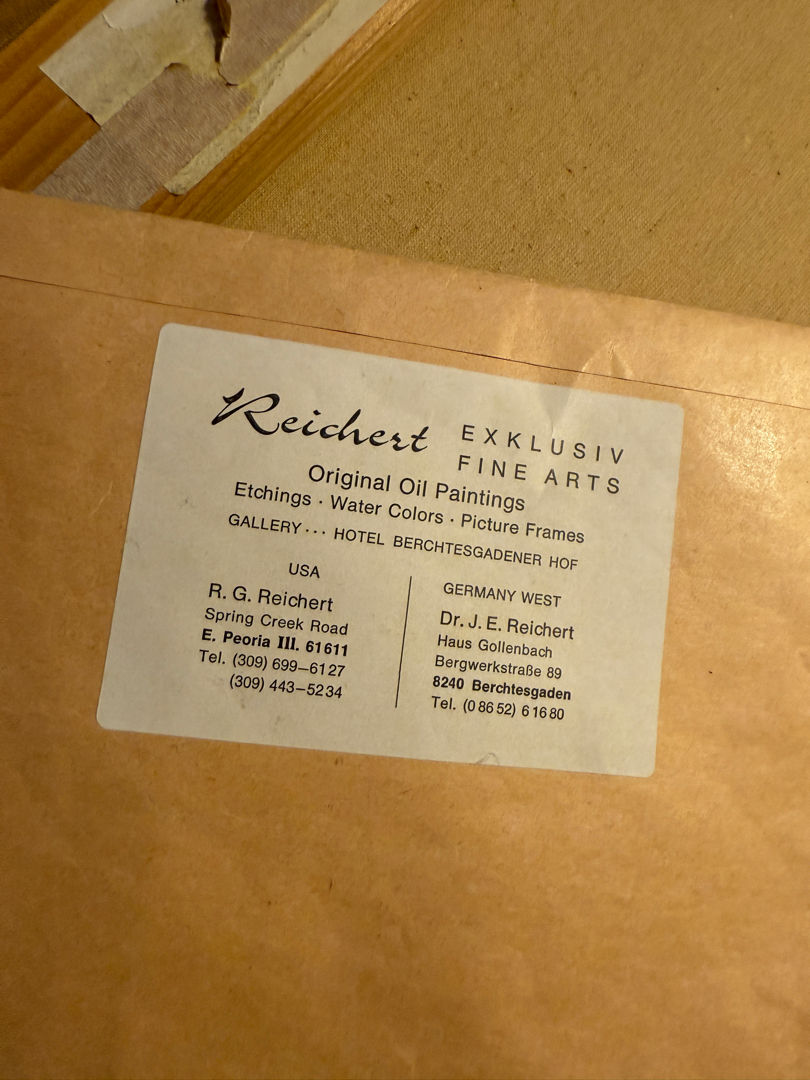 Reichert EXKLUSIV
FINE ARTS
Original Oil Paintings
Etchings · Water Colors · Picture Frames
GALLERY ... HOTEL BERCHTESGADENER HOF
USA
R. G. Reichert
Spring Creek Road
E. Peoria Ill. 61611
Tel. (309) 699–6127
(309) 443–5234
GERMANY WEST
Dr. J. E. Reichert
Haus Gollenbach
Bergwerkstraße 89
8240 Berchtesgaden
Tel. (0 86 52) 6 16 80